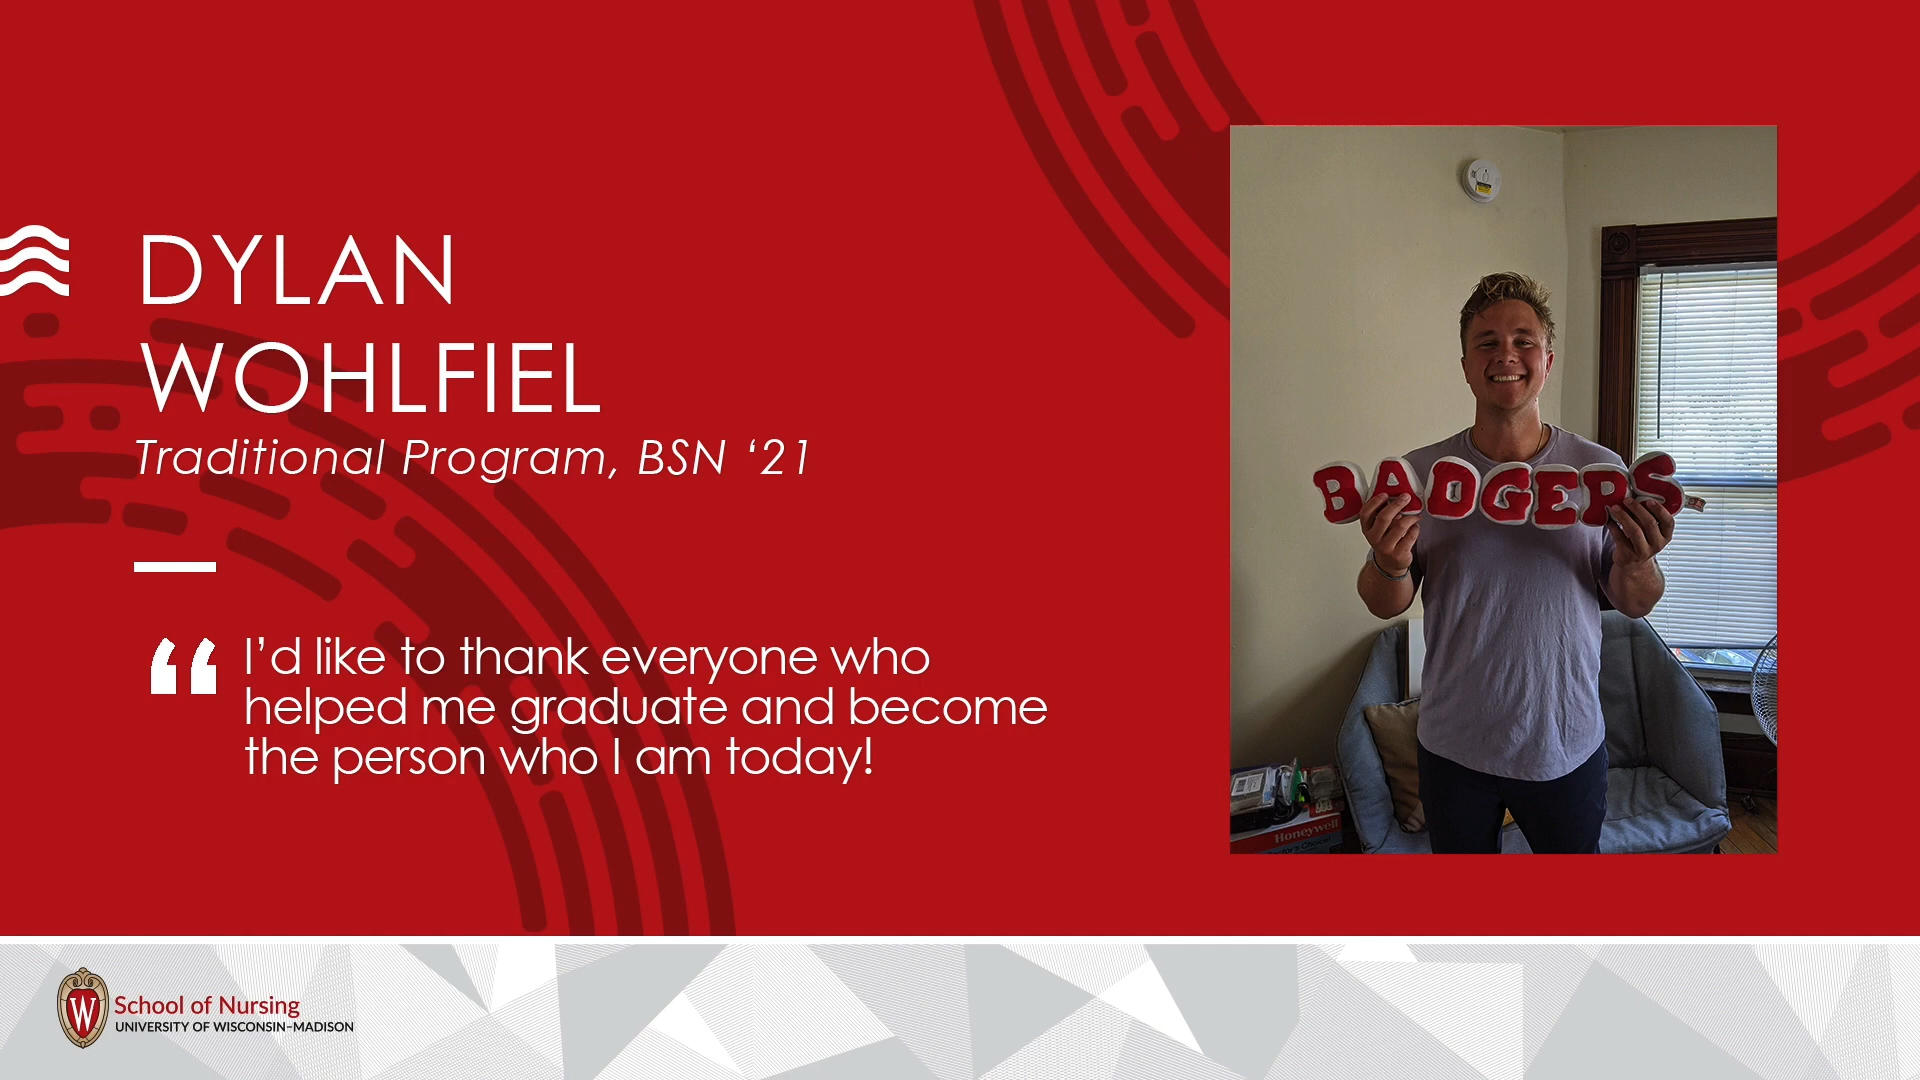 DYLAN
WOHLFIEL
Traditional Program, BSN ‘21
“ I’d like to thank everyone who
helped me graduate and become
the person who I am today!
BADGERS
Honeywell
W School of Nursing
UNIVERSITY OF WISCONSIN–MADISON